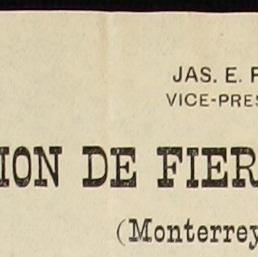 JAS. E.
VICE-PRES
ION DE FIER
(Monterrey